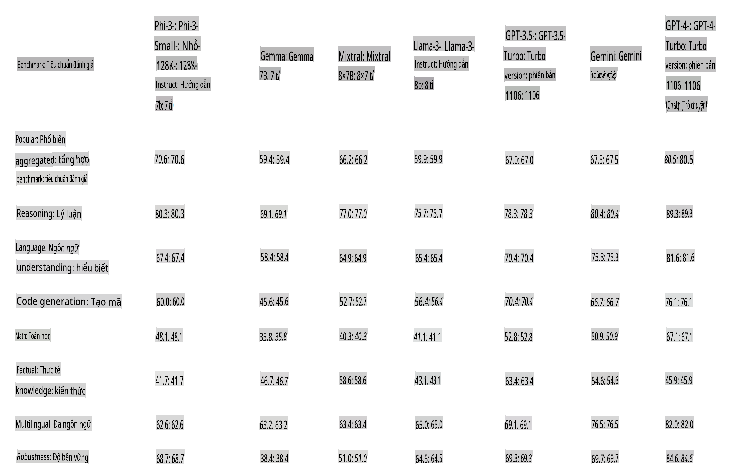 Benchmark: Tiêu chuẩn đánh giá
Phi-3-: Phi-3-
Small-: Nhỏ-
128K-: 128K-
Instruct: Hướng dẫn
7b: 7 tỉ
Gemma: Gemma
7B: 7 tỉ
Mixtral: Mixtral
8×7B: 8×7 tỉ
Llama-3-: Llama-3-
Instruct: Hướng dẫn
8b: 8 tỉ
GPT-3.5-: GPT-3.5-
Turbo: Turbo
version: phiên bản
1106: 1106
Gemini: Gemini
GPT-4-: GPT-4-
Turbo: Turbo
version: phiên bản
1106: 1106
Popular: Phổ biến
aggregated: tổng hợp
benchmark: tiêu chuẩn đánh giá
70.6: 70.6 59.4: 59.4 66.2: 66.2 59.9: 59.9 67.0: 67.0 67.5: 67.5 80.5: 80.5
Reasoning: Lý luận 80.3: 80.3 69.1: 69.1 77.0: 77.0 75.7: 75.7 78.3: 78.3 80.4: 80.4 89.3: 89.3
Language: Ngôn ngữ
understanding: hiểu biết
67.4: 67.4 58.4: 58.4 64.9: 64.9 65.4: 65.4 70.4: 70.4 75.3: 75.3 81.6: 81.6
Code generation: Tạo mã 60.0: 60.0 45.6: 45.6 52.7: 52.7 56.4: 56.4 70.4: 70.4 66.7: 66.7 76.1: 76.1
Math: Toán học 48.1: 48.1 35.8: 35.8 40.3: 40.3 41.1: 41.1 52.8: 52.8 50.9: 50.9 67.1: 67.1
Factual: Thực tế
knowledge: kiến thức
41.7: 41.7 46.7: 46.7 58.6: 58.6 43.1: 43.1 63.4: 63.4 54.6: 54.6 45.9: 45.9
Multilingual: Đa ngôn ngữ 62.6: 62.6 63.2: 63.2 63.4: 63.4 65.0: 65.0 69.1: 69.1 76.5: 76.5 82.0: 82.0
Robustness: Độ bền vững 68.7: 68.7 38.4: 38.4 51.0: 51.0 64.5: 64.5 69.3: 69.3 69.7: 69.7 84.6: 84.6